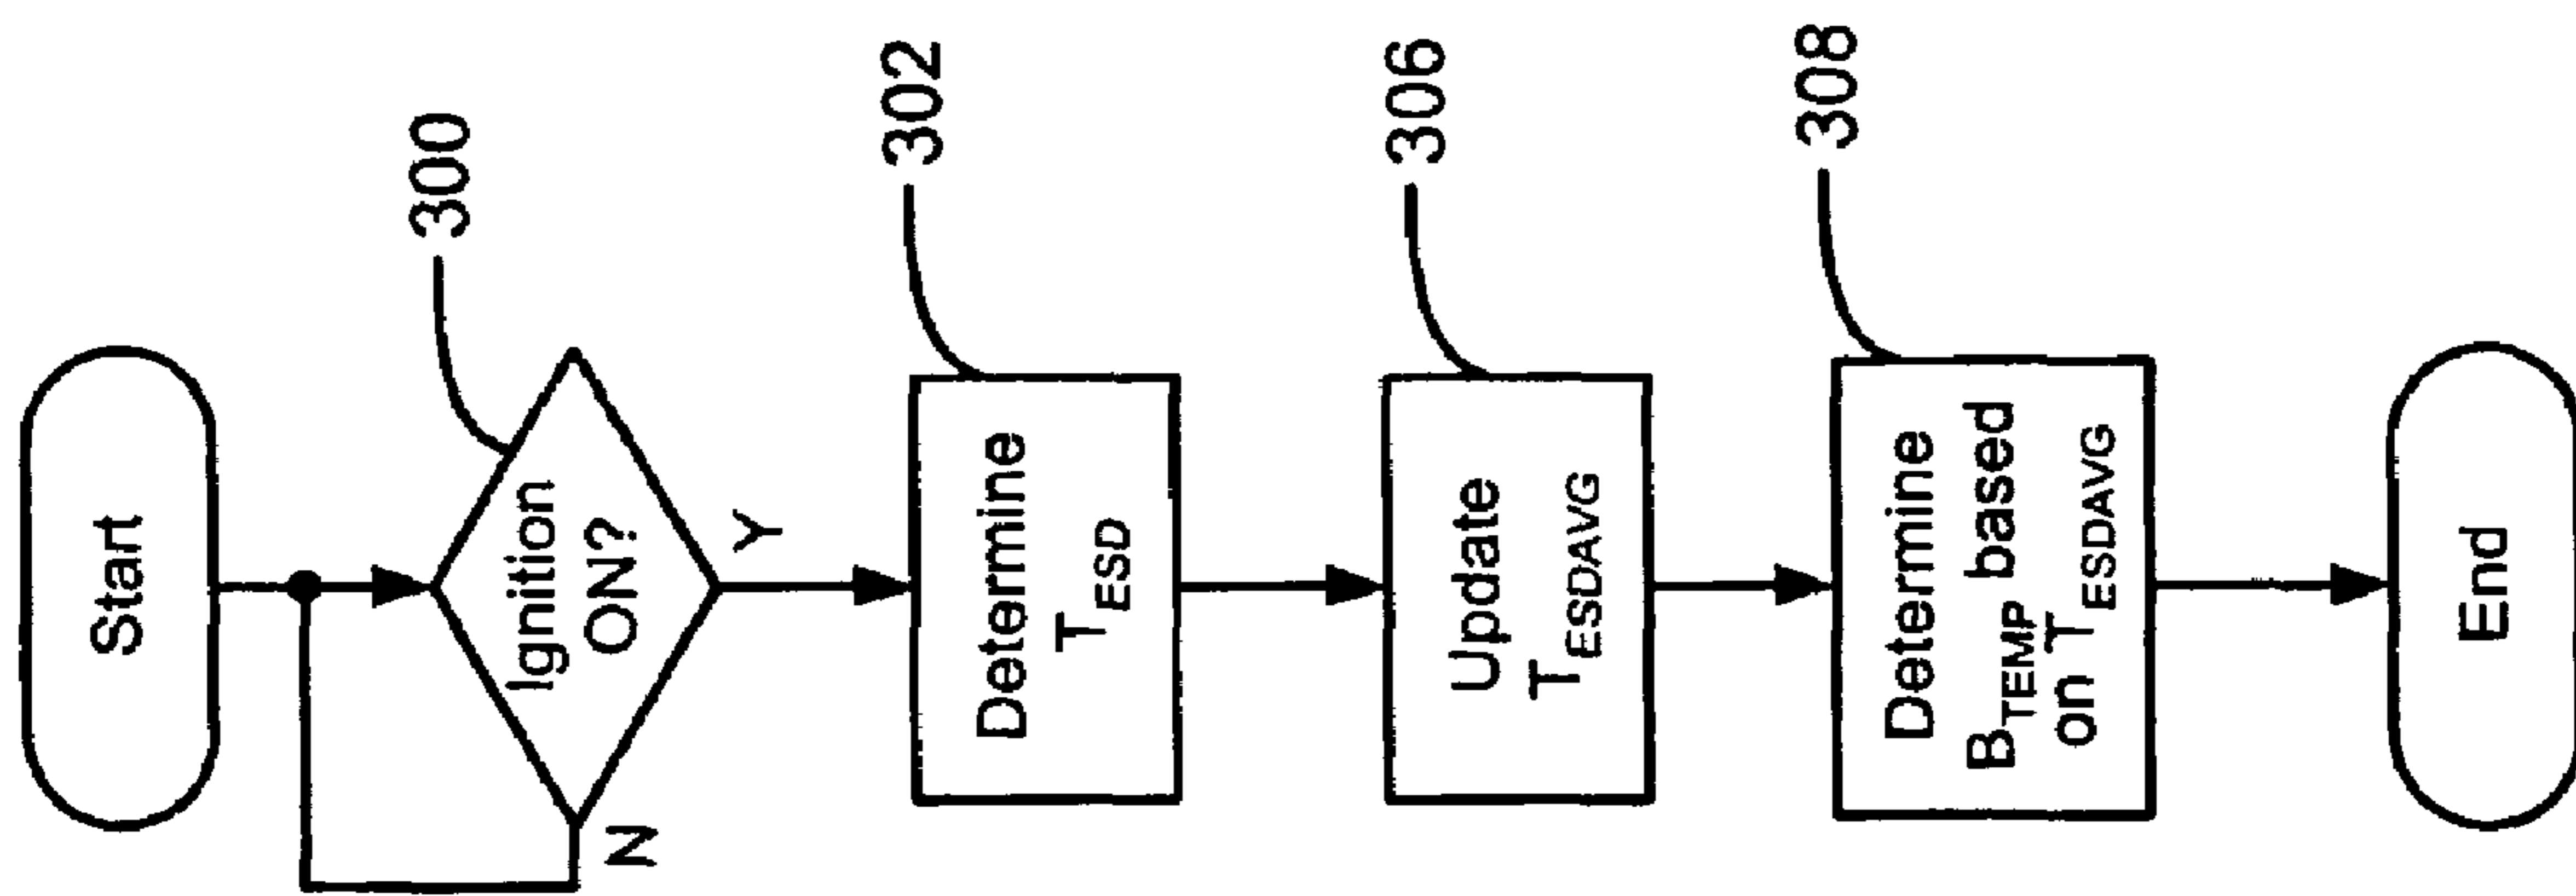 Start
300
Ignition
ON?
N
Y
302
Determine
T_ESD
306
Update
T_ESDAVG
308
Determine
B_TEMP based
on T_ESDAVG
End